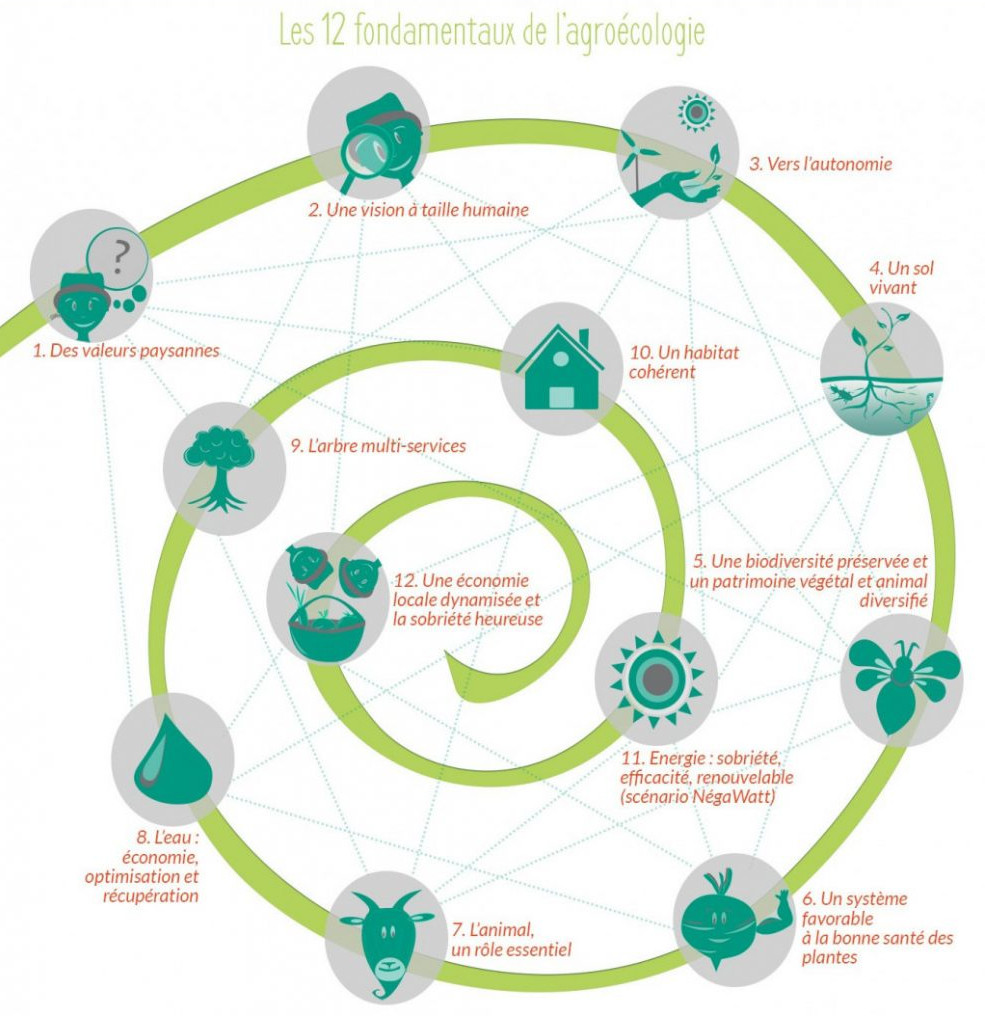 Les 12 fondamentaux de l'agroécologie
?
1. Des valeurs paysannes
2. Une vision à taille humaine
3. Vers l'autonomie
4. Un sol
vivant
5. Une biodiversité préservée et
un patrimoine végétal et animal
diversifié
6. Un système
favorable
à la bonne santé des
plantes
7. L'animal,
un rôle essentiel
8. L'eau :
économie,
optimisation et
récupération
9. L'arbre multi-services
10. Un habitat
cohérent
11. Energie : sobriété,
efficacité, renouvelable
(scénario NégaWatt)
12. Une économie
locale dynamisée et
la sobriété heureuse